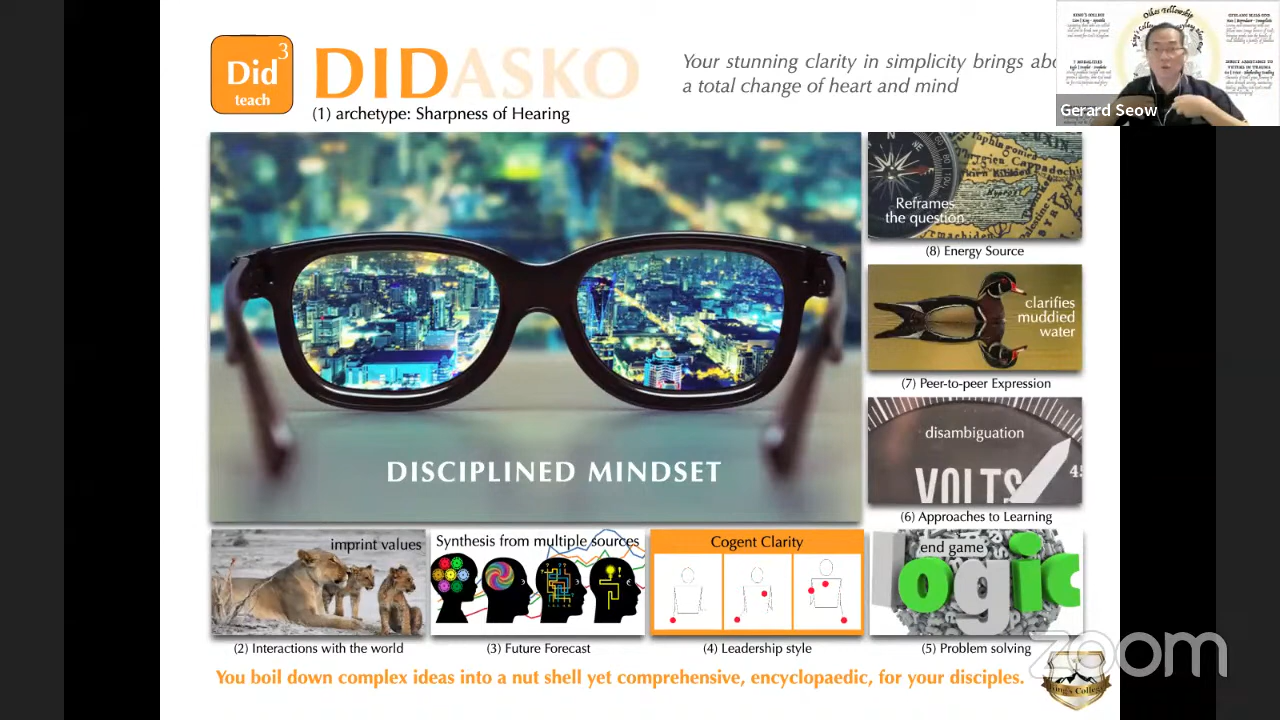 Did 3
teach
DIDASKO
(1) archetype: Sharpness of Hearing
Your stunning clarity in simplicity brings abo
a total change of heart and mind
Gerard Seow
DISCIPLINED MINDSET
Reframes
the question
(8) Energy Source
clarifies
muddied
water
(7) Peer-to-peer Expression
disambiguation
VOLTS
45
(6) Approaches to Learning
imprint values
(2) Interactions with the world
Synthesis from multiple sources
(3) Future Forecast
Cogent Clarity
(4) Leadership style
end game
logic
(5) Problem solving
zoom
You boil down complex ideas into a nut shell yet comprehensive, encyclopaedic, for your disciples.
King's College